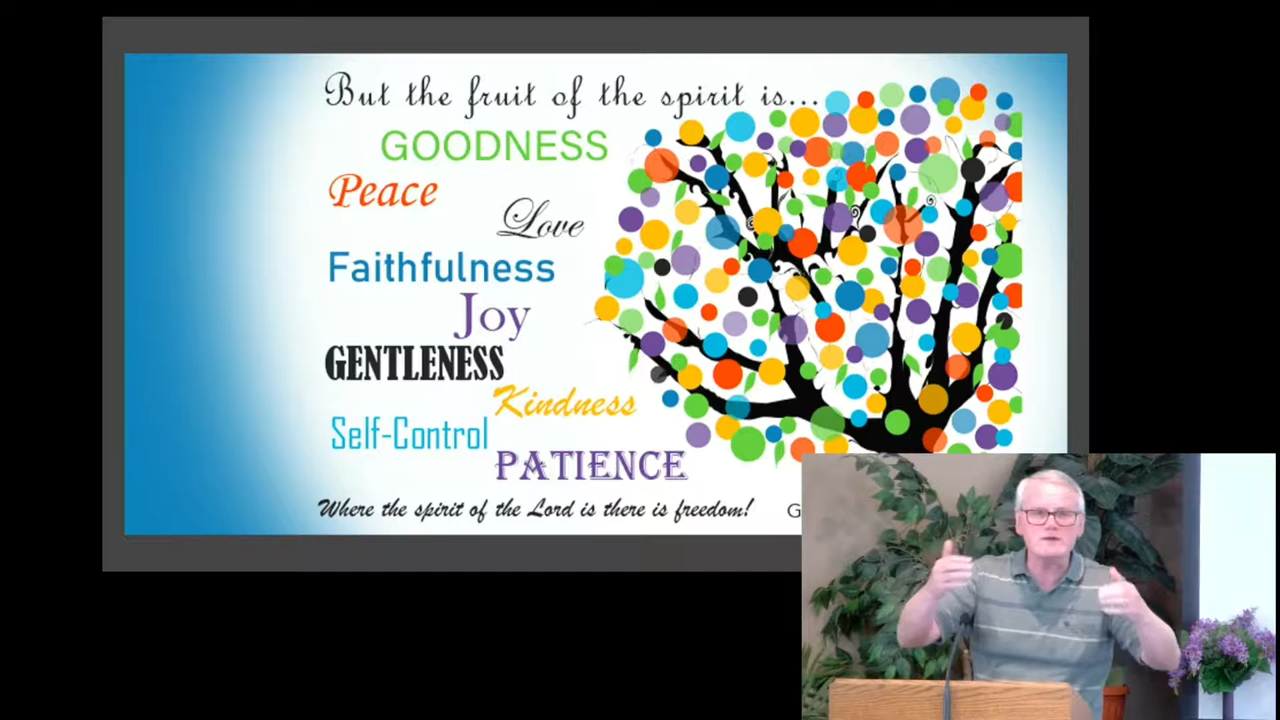 But the fruit of the spirit is...
GOODNESS
Peace
Love
Faithfulness
Joy
GENTLENESS
Kindness
Self-Control
PATIENCE
Where the spirit of the Lord is there is freedom!